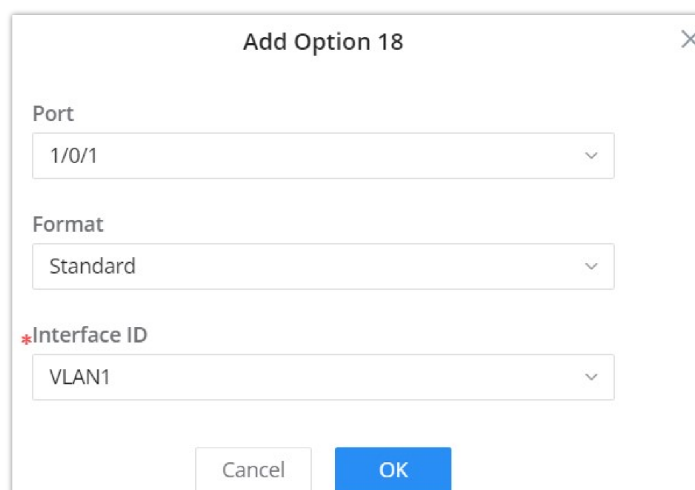 Add Option 18
Port
1/0/1
Format
Standard
*Interface ID
VLAN1
Cancel OK